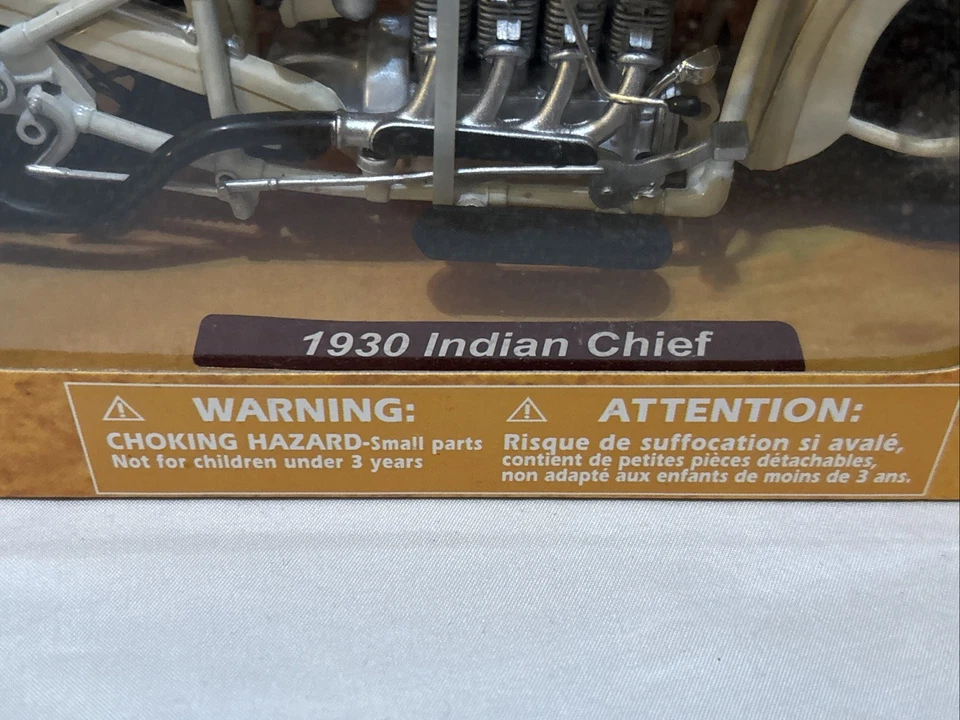 1930 Indian Chief
WARNING:
CHOKING HAZARD-Small parts
Not for children under 3 years
ATTENTION:
Risque de suffocation si avalé,
contient de petites pièces détachables,
non adapté aux enfants de moins de 3 ans.